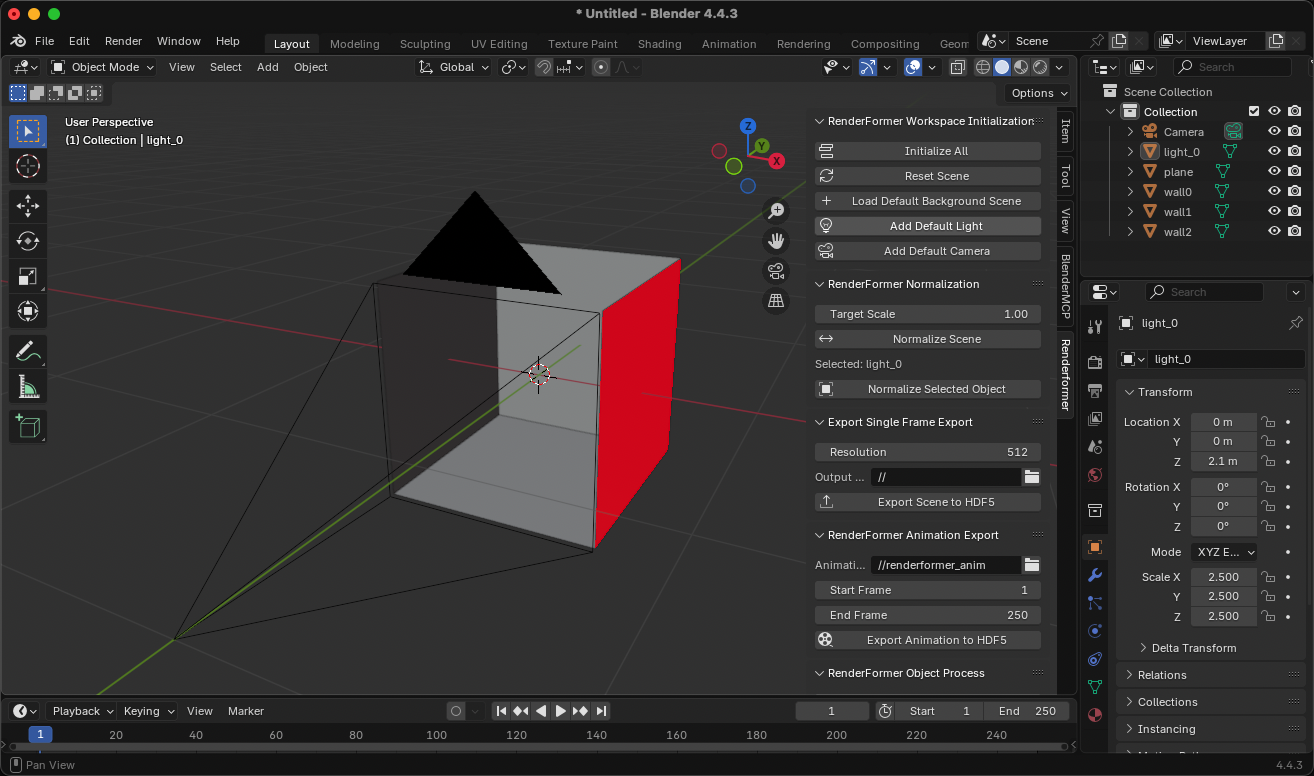 * Untitled - Blender 4.4.3
File Edit Render Window Help Layout Modeling Sculpting UV Editing Texture Paint Shading Animation Rendering Compositing Geom Scene ViewLayer
Object Mode View Select Add Object Global
Options
User Perspective
(1) Collection | light_0
Z
Y
X
RenderFormer Workspace Initialization
Initialize All
Reset Scene
Load Default Background Scene
Add Default Light
Add Default Camera
RenderFormer Normalization
Target Scale 1.00
Normalize Scene
Selected: light_0
Normalize Selected Object
Export Single Frame Export
Resolution 512
Output ... //
Export Scene to HDF5
RenderFormer Animation Export
Animati... //renderformer_anim
Start Frame 1
End Frame 250
Export Animation to HDF5
RenderFormer Object Process
Item
Tool
View
BlenderMCP
Renderformer
Search
Scene Collection
Collection
Camera
light_0
plane
wall0
wall1
wall2
Search
light_0
light_0
Transform
Location X 0 m
Y 0 m
Z 2.1 m
Rotation X 0°
Y 0°
Z 0°
Mode XYZ E...
Scale X 2.500
Y 2.500
Z 2.500
Delta Transform
Relations
Collections
Instancing
Playback Keying View Marker 1 Start 1 End 250
1 20 40 60 80 100 120 140 160 180 200 220 240
Pan View
4.4.3